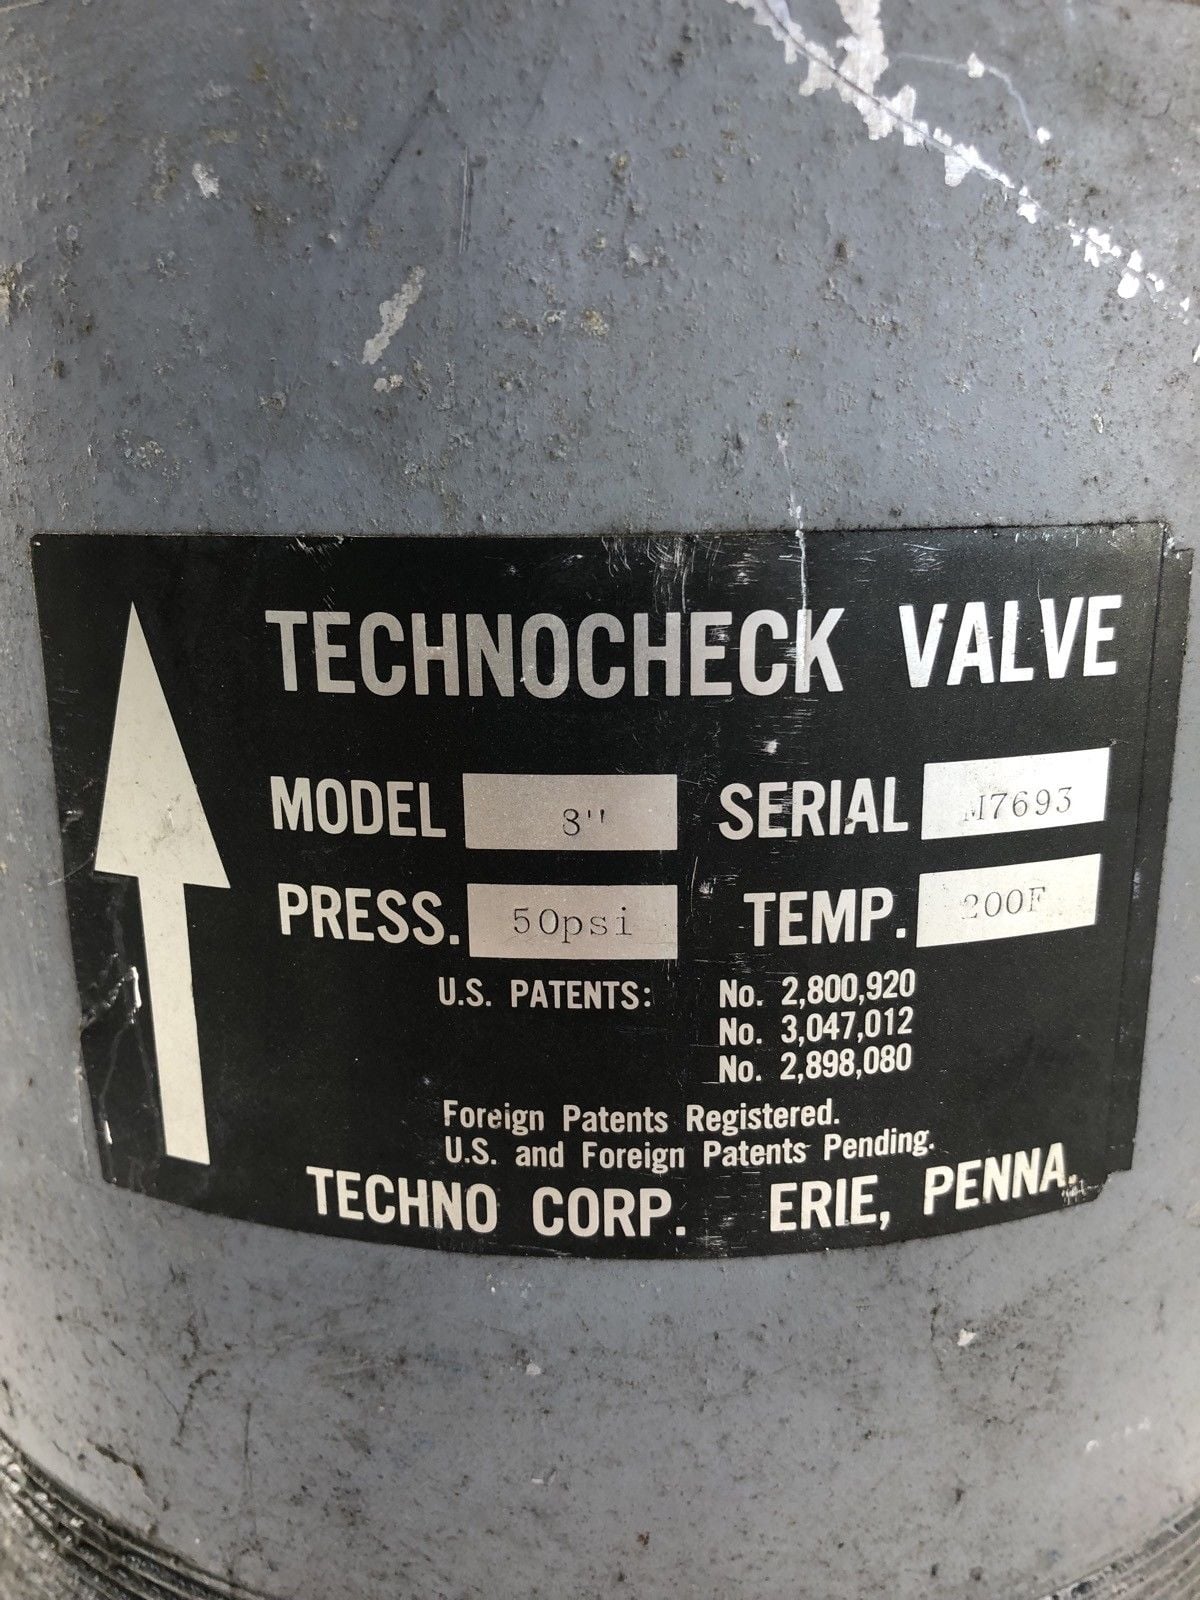 TECHNOCHECK VALVE
MODEL 8" SERIAL M7693
PRESS. 50psi TEMP. 200F
U.S. PATENTS: No. 2,800,920
No. 3,047,012
No. 2,898,080
Foreign Patents Registered.
U.S. and Foreign Patents Pending.
TECHNO CORP. ERIE, PENNA.